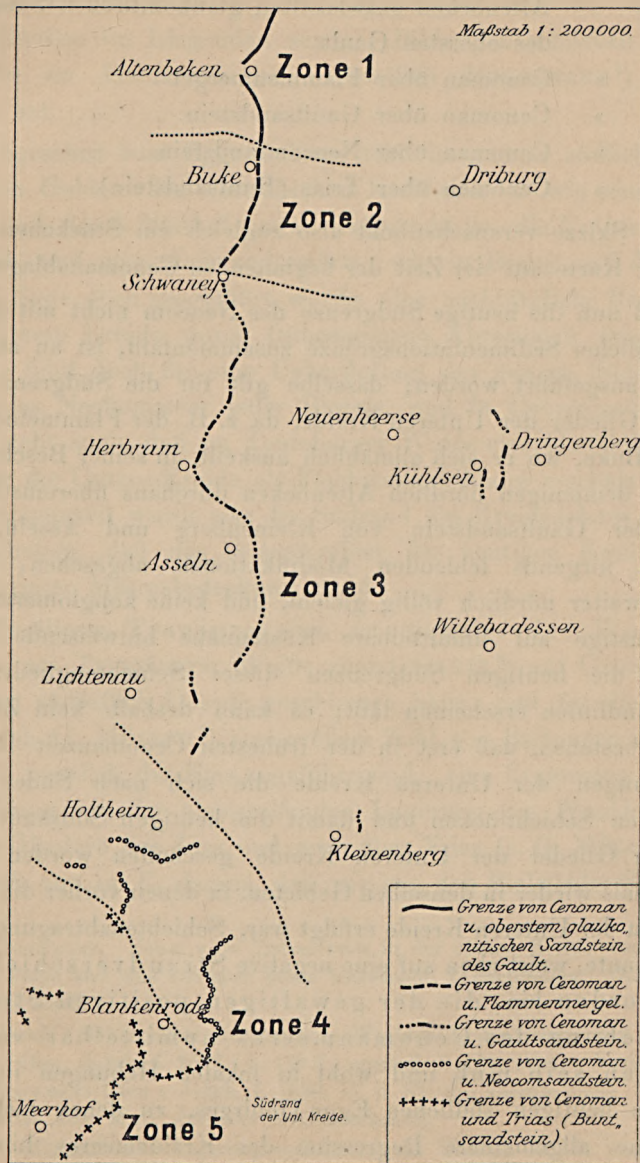 Maßstab 1 : 200000.
Altenbeken
Zone 1
Buke
Driburg
Zone 2
Schwaney
Neuenheerse
Dringenberg
Herbram
Kühlsen
Asseln
Zone 3
Willebadessen
Lichtenau
Holtheim
Kleinenberg
Blankenrode
Zone 4
Südrand
der Unt. Kreide.
Meerhof
Zone 5
Grenze von Cenoman
u. oberstem glauko„
nitischen Sandstein
des Gault.
Grenze von Cenoman
u. Flammenmergel.
Grenze von Cenoman
u. Gaultsandstein.
Grenze von Cenoman
u. Neocomsandstein.
Grenze von Cenoman
und Trias (Bunt„
sandstein).